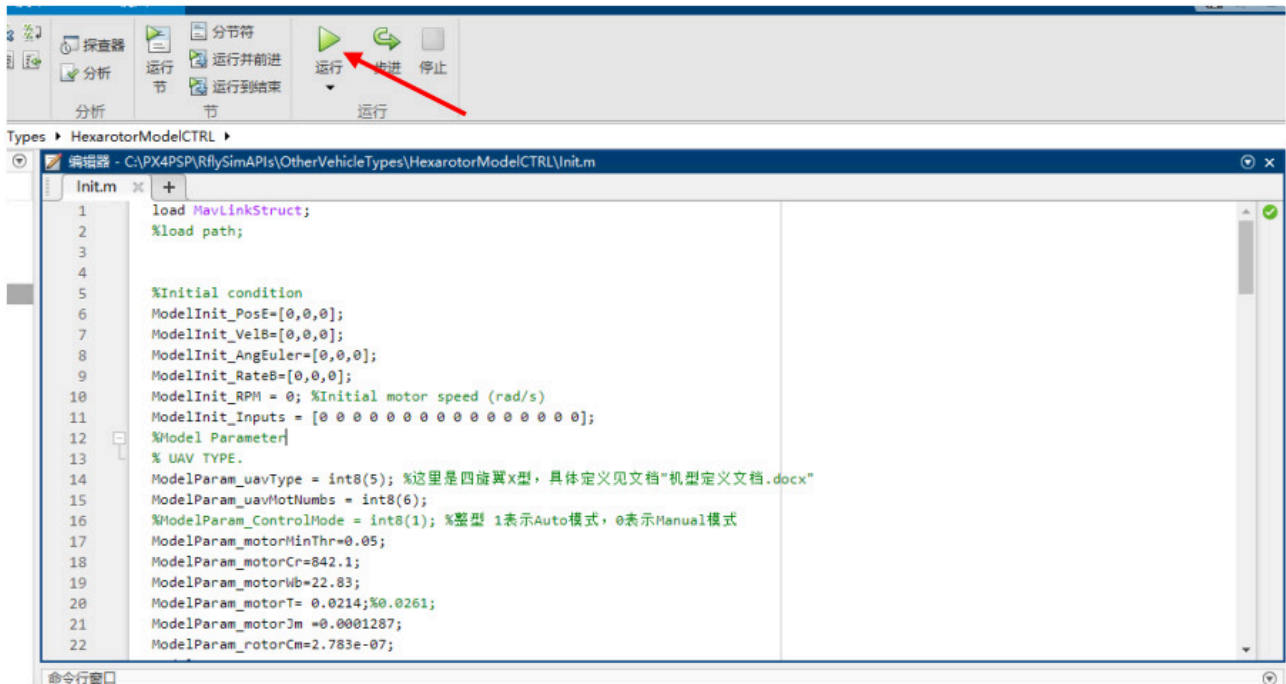 探查器
分析
运行
节
分节符
运行并前进
运行到结束
运行
步进
停止
分析
节
运行
Types ▸ HexarotorModelCTRL ▸
编辑器 - C:\PX4PSP\RflySimAPIs\OtherVehicleTypes\HexarotorModelCTRL\Init.m
Init.m
1 load MavLinkStruct;
2 %load path;
3
4
5 %Initial condition
6 ModelInit_PosE=[0,0,0];
7 ModelInit_VelB=[0,0,0];
8 ModelInit_AngEuler=[0,0,0];
9 ModelInit_RateB=[0,0,0];
10 ModelInit_RPM = 0; %Initial motor speed (rad/s)
11 ModelInit_Inputs = [0 0 0 0 0 0 0 0 0 0 0 0 0 0 0 0];
12 %Model Parameter
13 % UAV TYPE.
14 ModelParam_uavType = int8(5); %这里是四旋翼X型，具体定义见文档"机型定义文档.docx"
15 ModelParam_uavMotNumbs = int8(6);
16 %ModelParam_ControlMode = int8(1); %整型 1表示Auto模式，0表示Manual模式
17 ModelParam_motorMinThr=0.05;
18 ModelParam_motorCr=842.1;
19 ModelParam_motorWb=22.83;
20 ModelParam_motorT= 0.0214;%0.0261;
21 ModelParam_motorJm =0.0001287;
22 ModelParam_rotorCm=2.783e-07;
命令行窗口